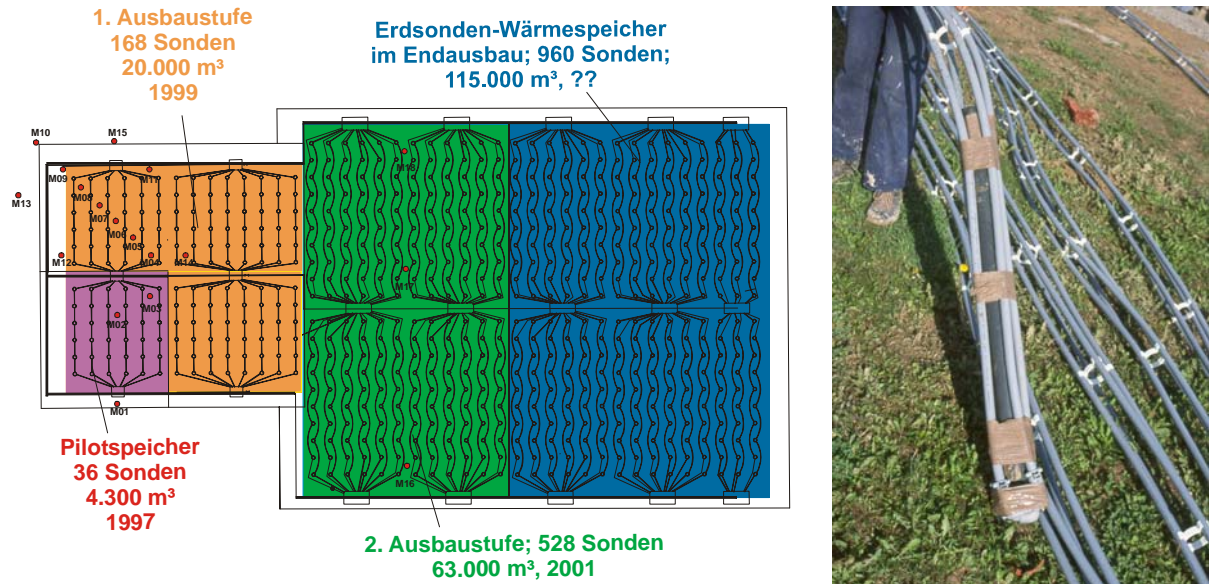 1. Ausbaustufe
168 Sonden
20.000 m³
1999
Erdsonden-Wärmespeicher
im Endausbau; 960 Sonden;
115.000 m³, ??
M10
M15
M09
M11
M08
M13
M07
M06
M05
M12
M04
M14
M03
M02
M01
M18
M17
M16
Pilotspeicher
36 Sonden
4.300 m³
1997
2. Ausbaustufe; 528 Sonden
63.000 m³, 2001